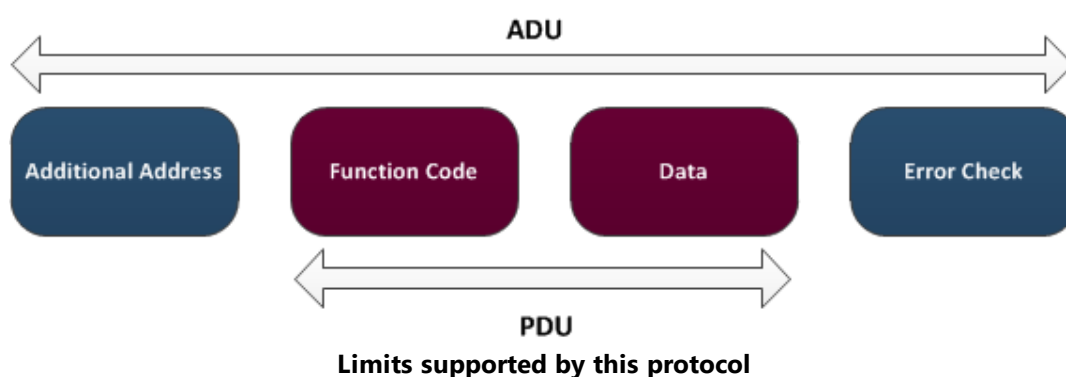 ADU
Additional Address
Function Code
Data
Error Check
PDU
Limits supported by this protocol